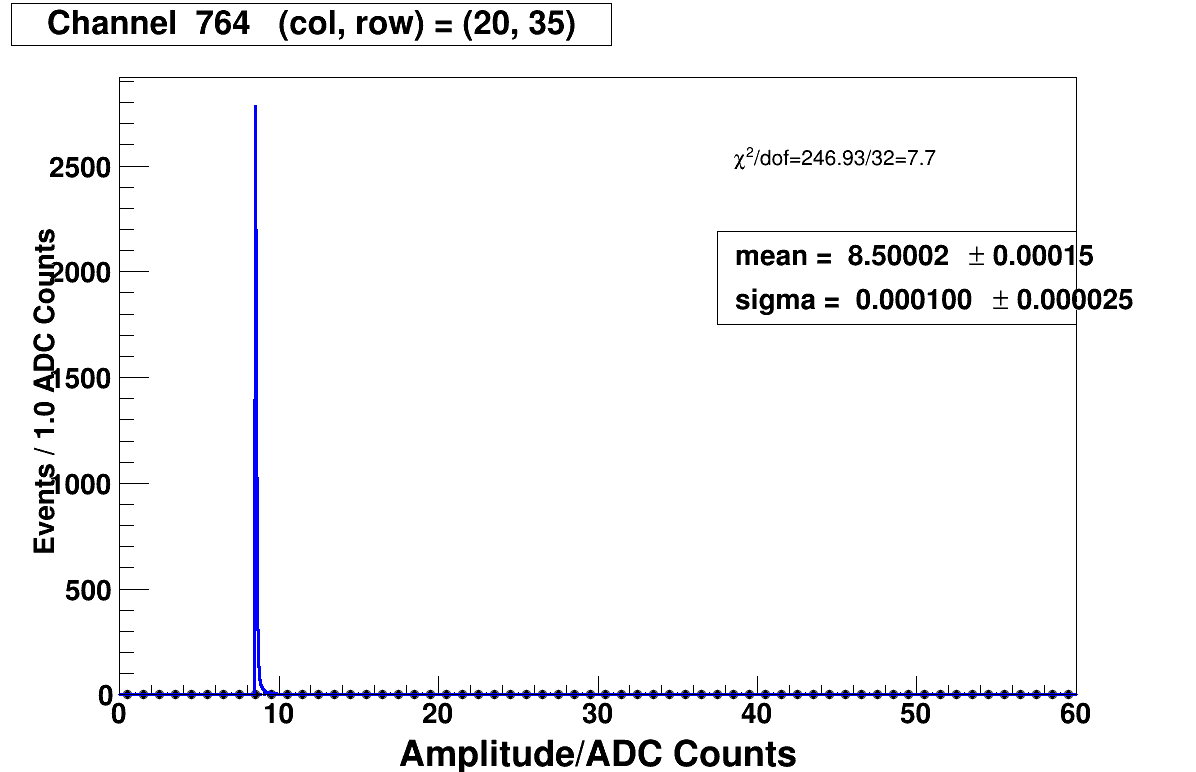 Channel 764 (col, row) = (20, 35)
χ²/dof=246.93/32=7.7
mean = 8.50002 ± 0.00015
sigma = 0.000100 ± 0.000025
Events / 1.0 ADC Counts
2500
2000
1500
1000
500
0
0 10 20 30 40 50 60
Amplitude/ADC Counts